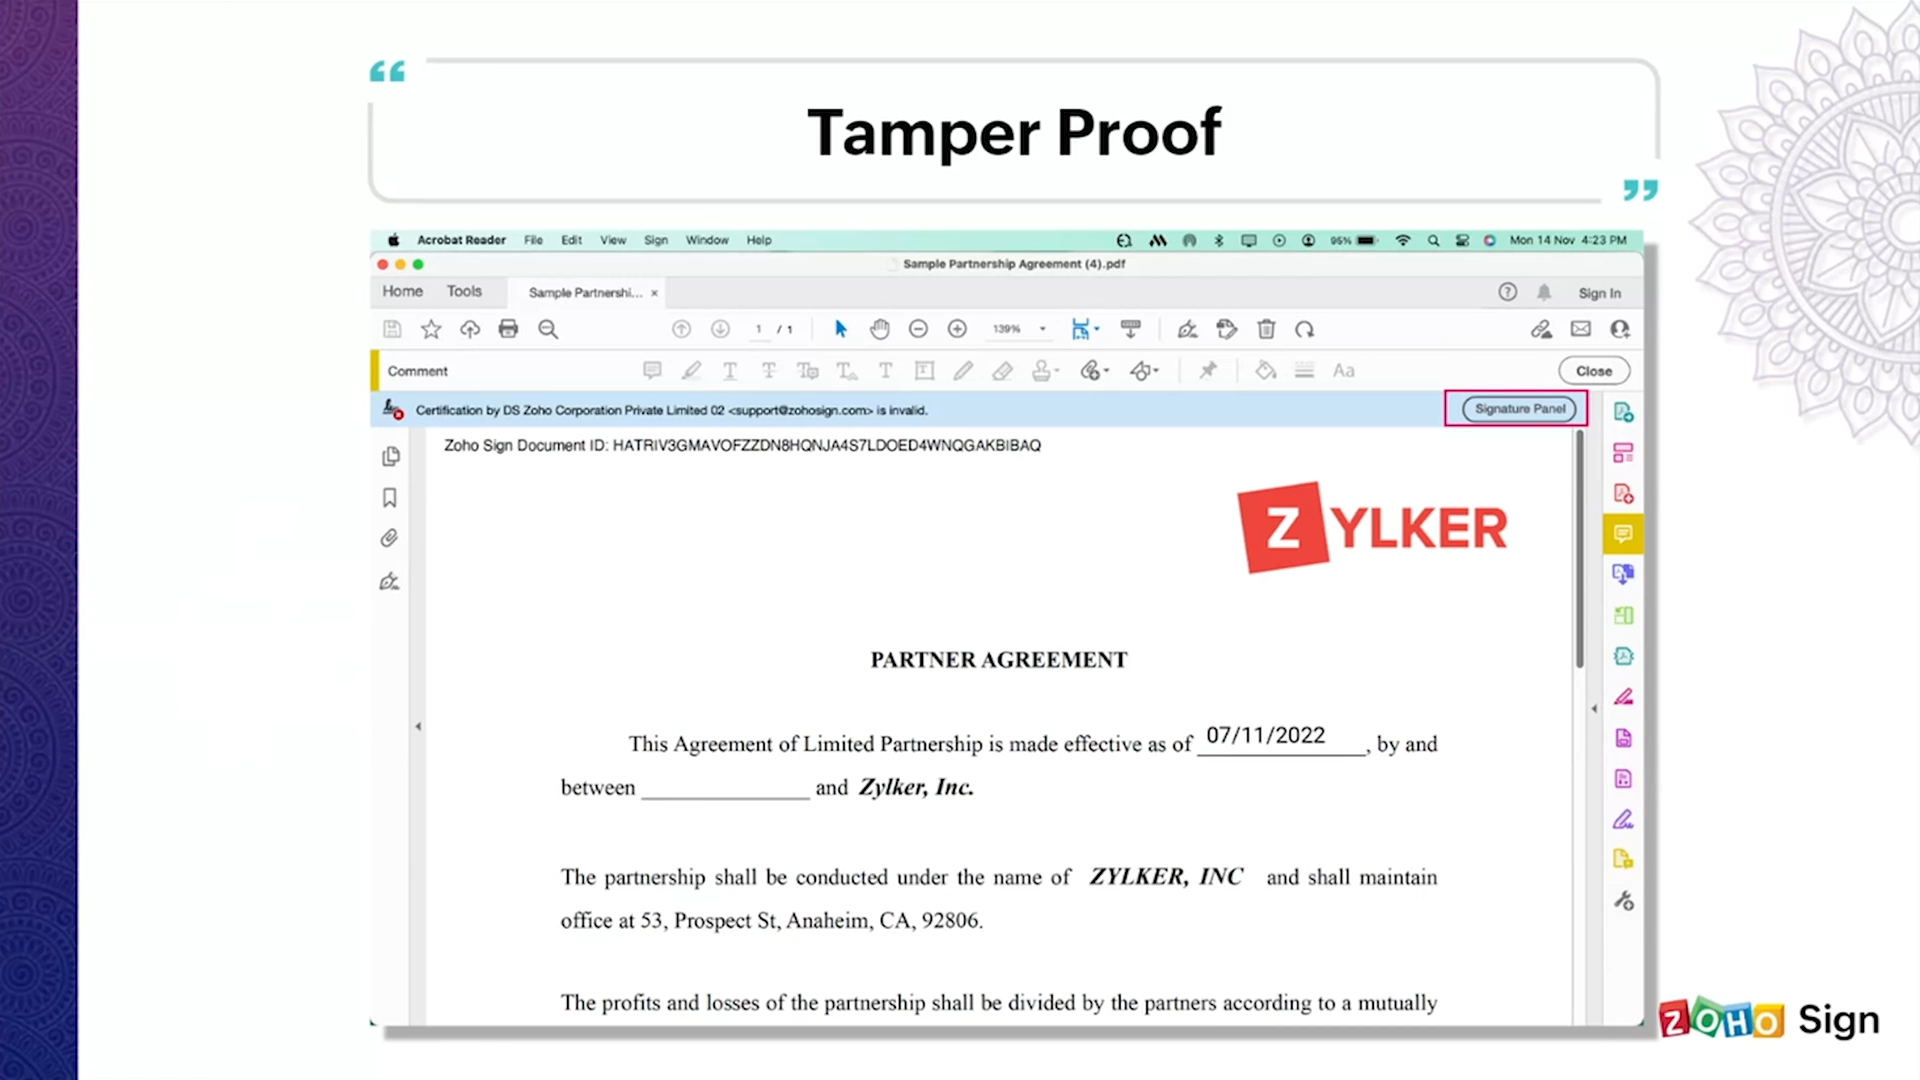 “
Tamper Proof
”
Acrobat Reader File Edit View Sign Window Help 95% Mon 14 Nov 4:23 PM
Sample Partnership Agreement (4).pdf
Home Tools Sample Partnershi... × Sign In
1 / 1 139%
Comment T T T T T Aa Close
Certification by DS Zoho Corporation Private Limited 02 <support@zohosign.com> is invalid. Signature Panel
Zoho Sign Document ID: HATRIV3GMAVOFZZDN8HQNJA4S7LDOED4WNQGAKBIBAQ
ZYLKER
PARTNER AGREEMENT
This Agreement of Limited Partnership is made effective as of 07/11/2022, by and
between ______________ and Zylker, Inc.
The partnership shall be conducted under the name of ZYLKER, INC and shall maintain
office at 53, Prospect St, Anaheim, CA, 92806.
The profits and losses of the partnership shall be divided by the partners according to a mutually
ZOHO Sign